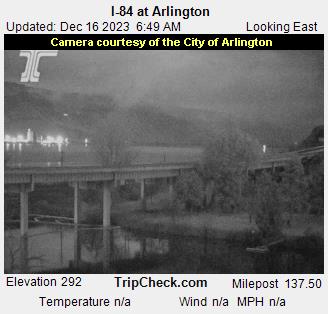 I-84 at Arlington
Updated: Dec 16 2023 6:49 AM Looking East
Camera courtesy of the City of Arlington
Elevation 292 TripCheck.com Milepost 137.50
Temperature n/a Wind n/a MPH n/a